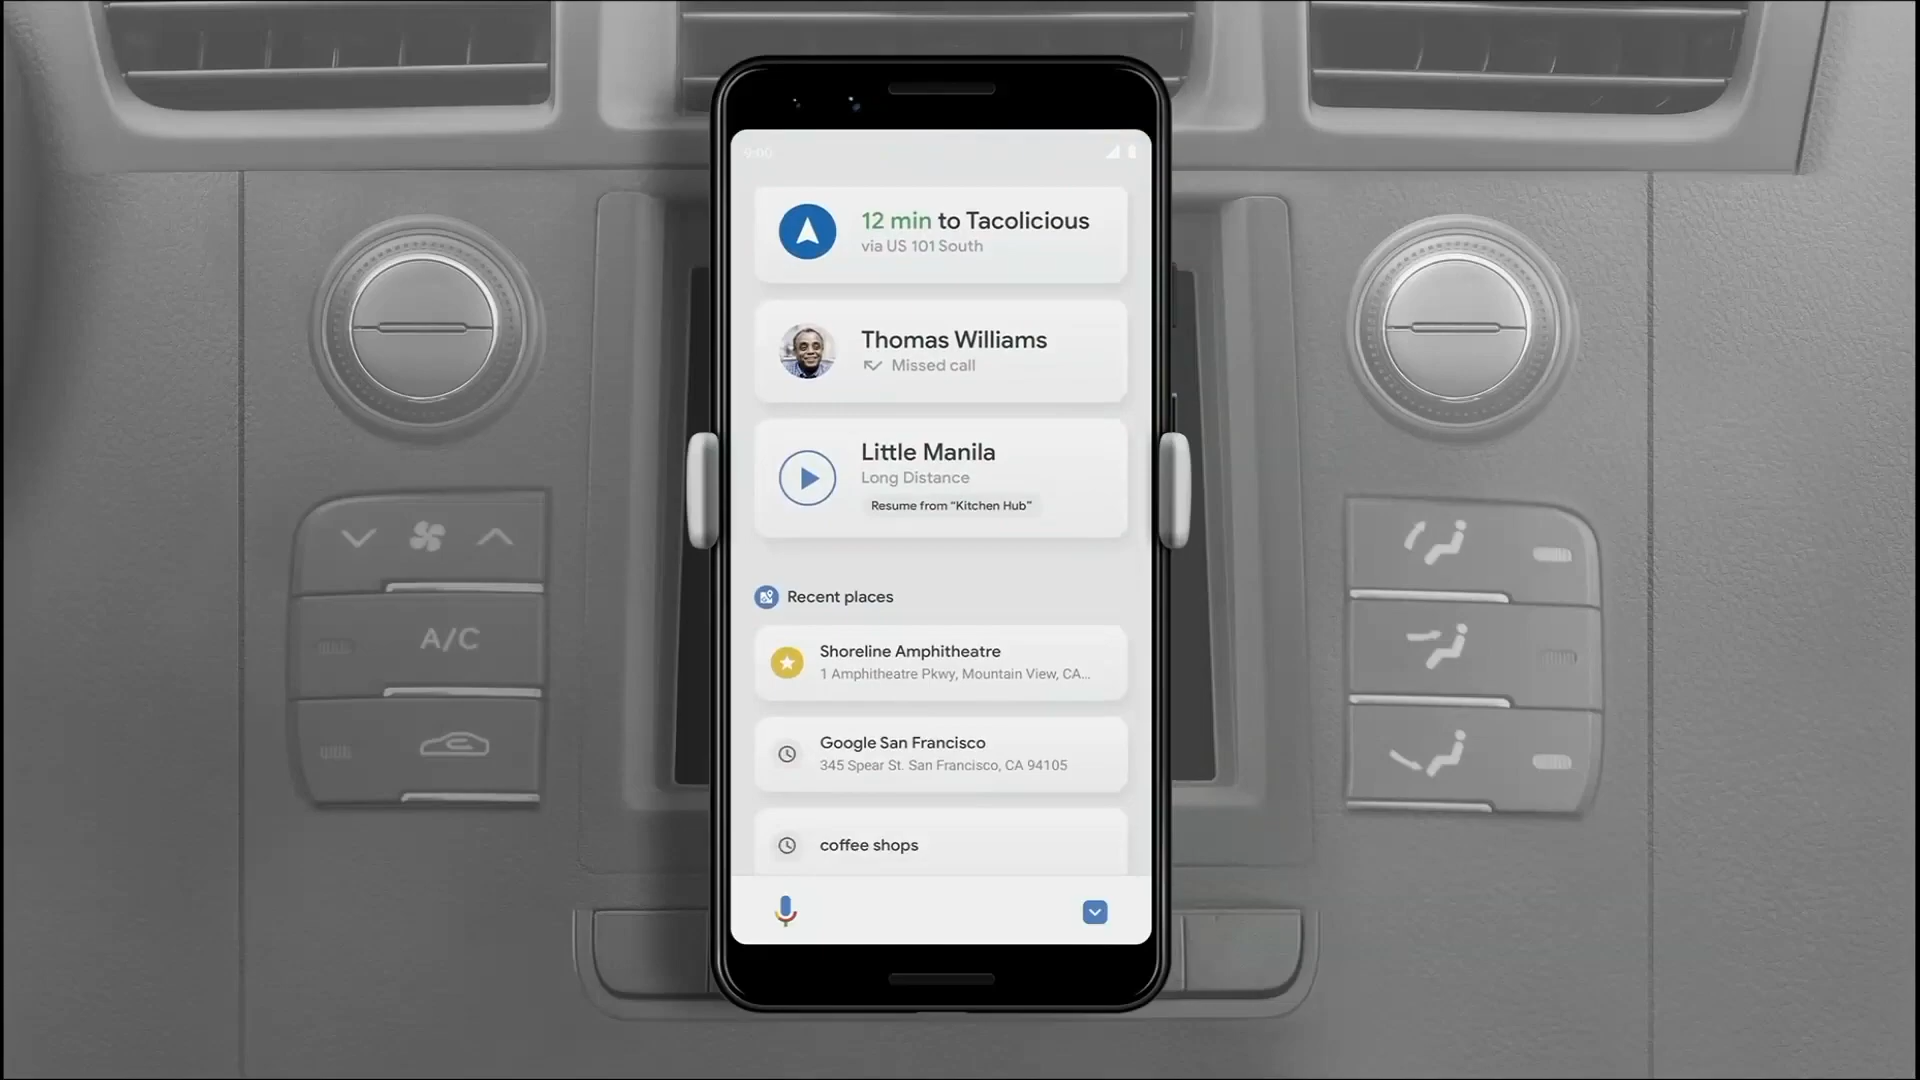 9:00
12 min to Tacolicious
via US 101 South
Thomas Williams
Missed call
Little Manila
Long Distance
Resume from “Kitchen Hub”
Recent places
Shoreline Amphitheatre
1 Amphitheatre Pkwy, Mountain View, CA...
Google San Francisco
345 Spear St. San Francisco, CA 94105
coffee shops
A/C